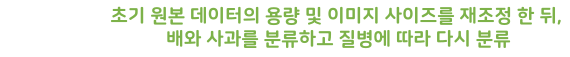 초기 원본 데이터의 용량 및 이미지 사이즈를 재조정 한 뒤,
배와 사과를 분류하고 질병에 따라 다시 분류